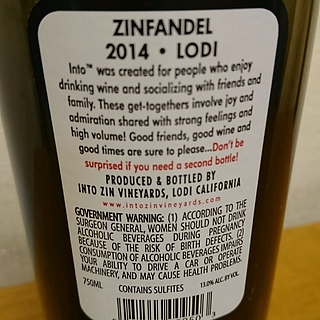 ZINFANDEL
2014 • LODI
Into™ was created for people who enjoy
drinking wine and socializing with friends and
family. These get-togethers involve joy and
admiration shared with strong feelings and
high volume! Good friends, good wine and
good times are sure to please...Don't be
surprised if you need a second bottle!
PRODUCED & BOTTLED BY
INTO ZIN VINEYARDS, LODI CALIFORNIA
www.intozinvineyards.com
GOVERNMENT WARNING: (1) ACCORDING TO THE
SURGEON GENERAL, WOMEN SHOULD NOT DRINK
ALCOHOLIC BEVERAGES DURING PREGNANCY
BECAUSE OF THE RISK OF BIRTH DEFECTS. (2)
CONSUMPTION OF ALCOHOLIC BEVERAGES IMPAIRS
YOUR ABILITY TO DRIVE A CAR OR OPERATE
MACHINERY, AND MAY CAUSE HEALTH PROBLEMS.
750ML CONTAINS SULFITES 13.0% ALC. BY VOL.